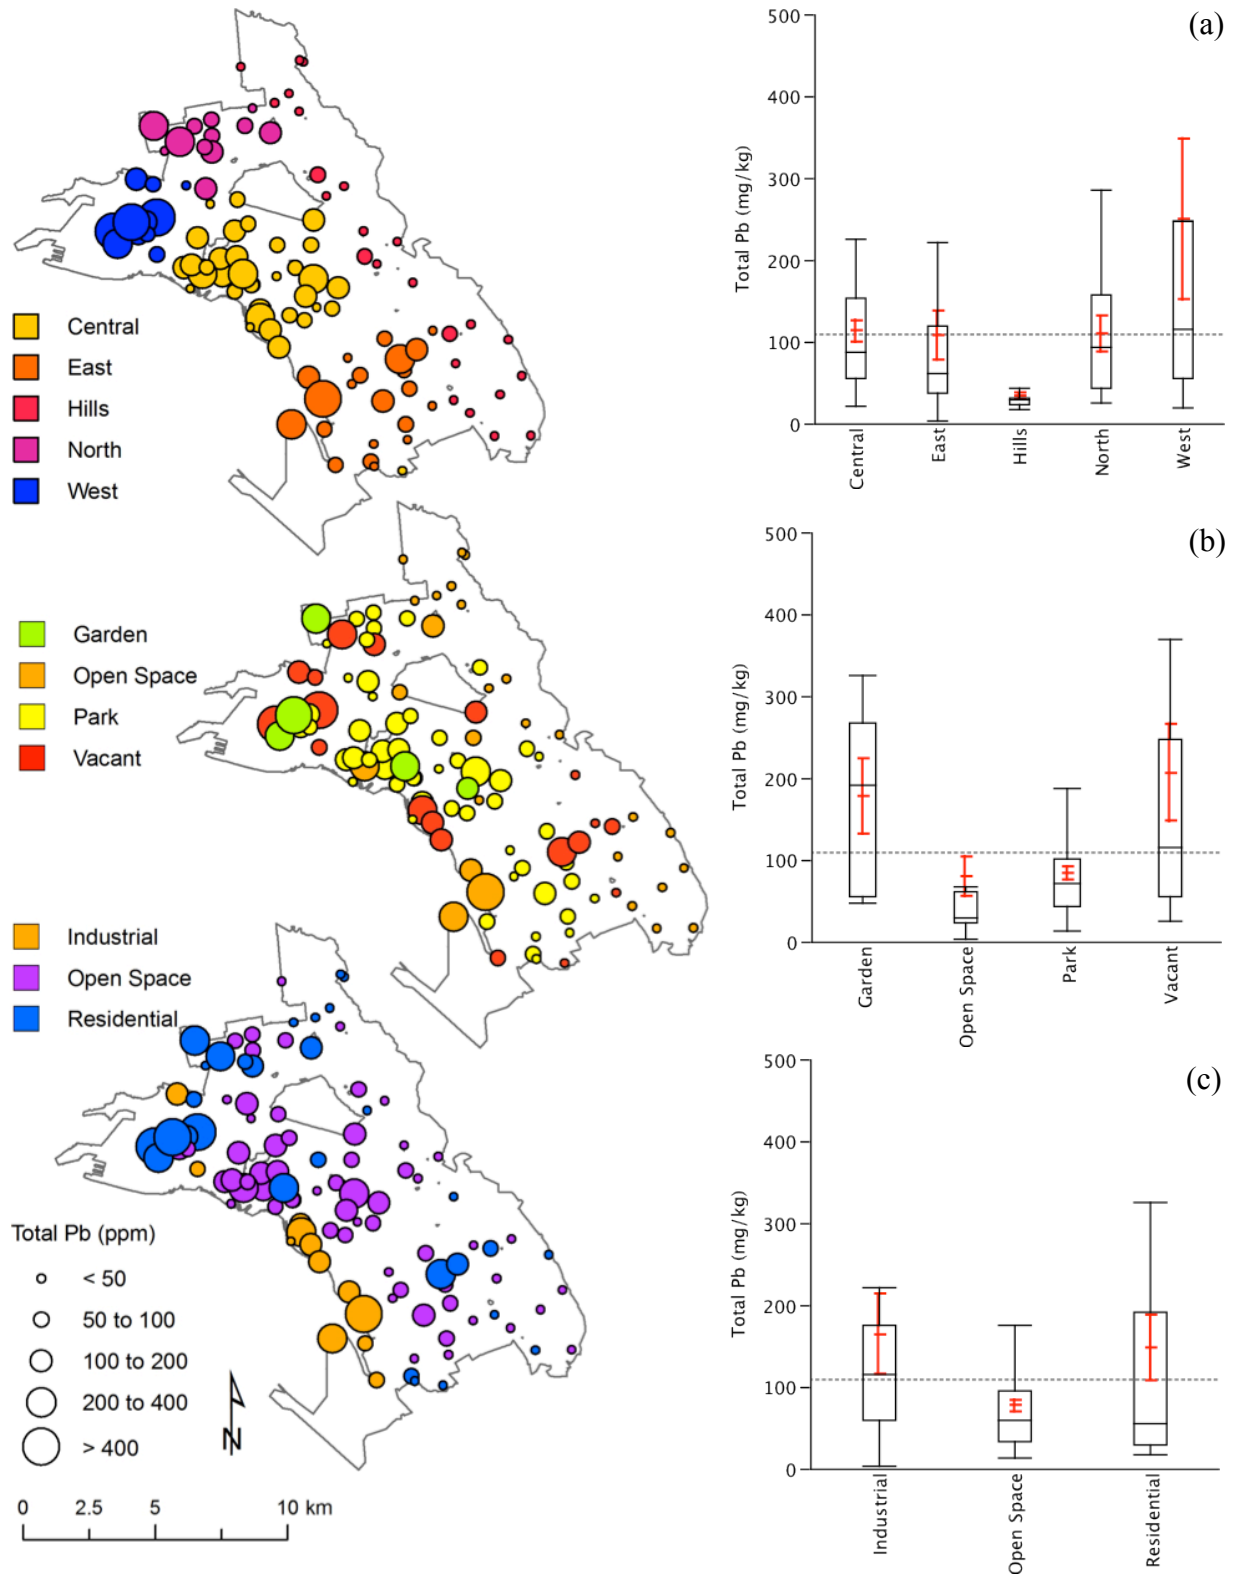 (a)
500
400
300
200
100
0
Total Pb (mg/kg)
Central
East
Hills
North
West
Central
East
Hills
North
West
(b)
500
400
300
200
100
0
Total Pb (mg/kg)
Garden
Open Space
Park
Vacant
Garden
Open Space
Park
Vacant
(c)
500
400
300
200
100
0
Total Pb (mg/kg)
Industrial
Open Space
Residential
Industrial
Open Space
Residential
Total Pb (ppm)
< 50
50 to 100
100 to 200
200 to 400
> 400
N
0 2.5 5 10 km